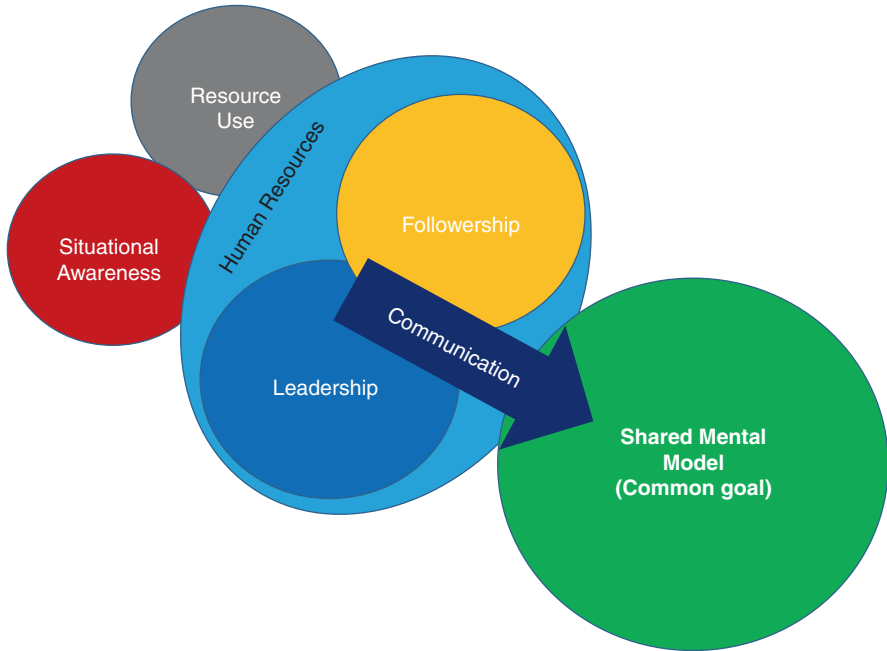 Resource
Use
Human Resources
Followership
Situational
Awareness
Communication
Leadership
Shared Mental
Model
(Common goal)